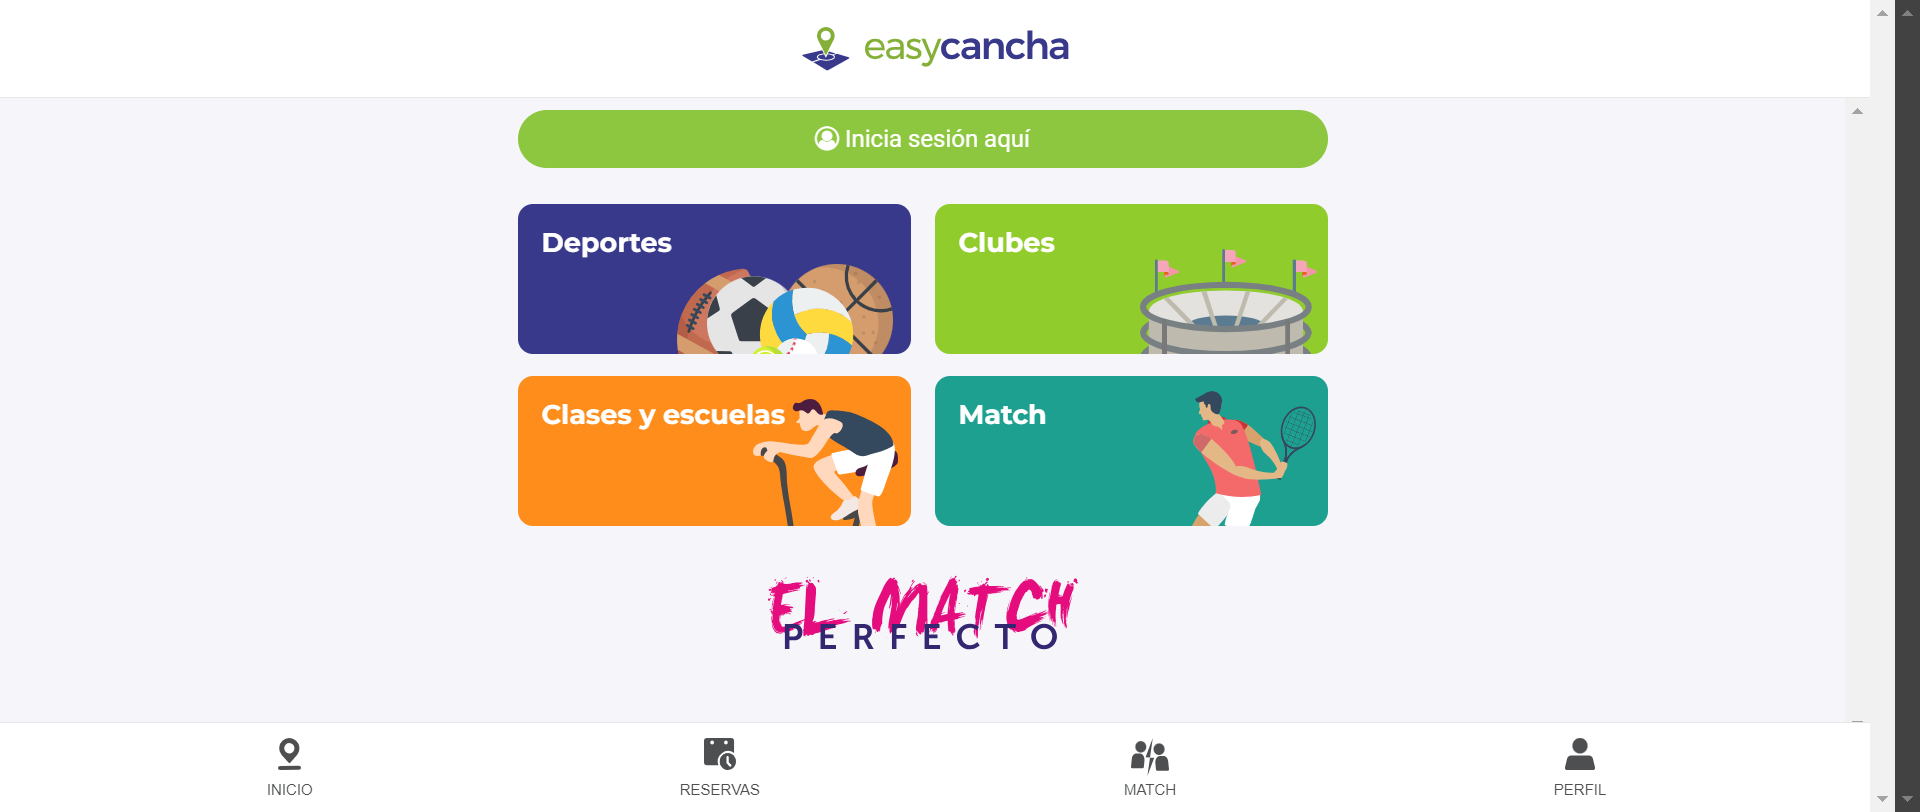 easycancha
Inicia sesión aquí
Deportes
Clubes
Clases y escuelas
Match
EL MATCH
PERFECTO
INICIO
RESERVAS
MATCH
PERFIL